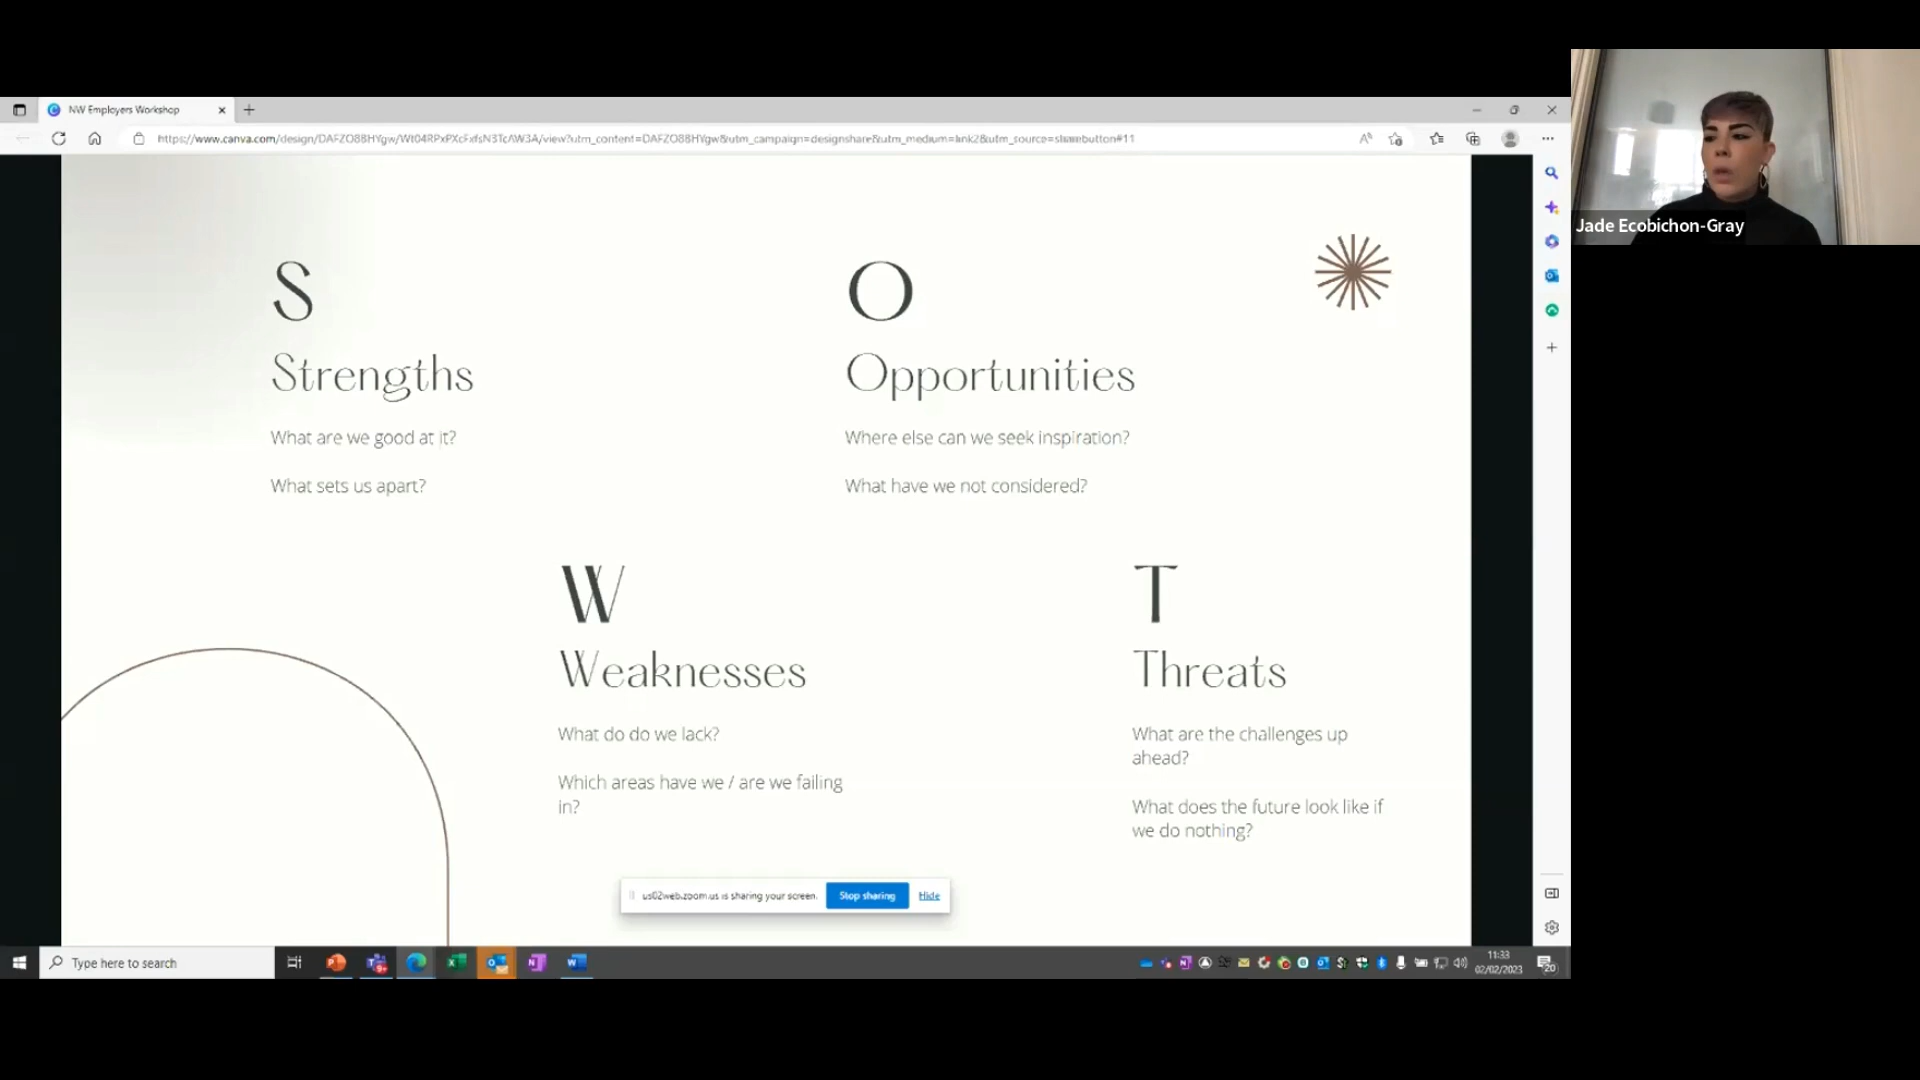 NW Employers Workshop
Jade Ecobichon-Gray
S
Strengths
What are we good at it?
What sets us apart?
O
Opportunities
Where else can we seek inspiration?
What have we not considered?
W
Weaknesses
What do do we lack?
Which areas have we / are we failing
in?
T
Threats
What are the challenges up
ahead?
What does the future look like if
we do nothing?
us02web.zoom.us is sharing your screen.
Stop sharing
Hide
Type here to search
11:33
02/02/2023
20